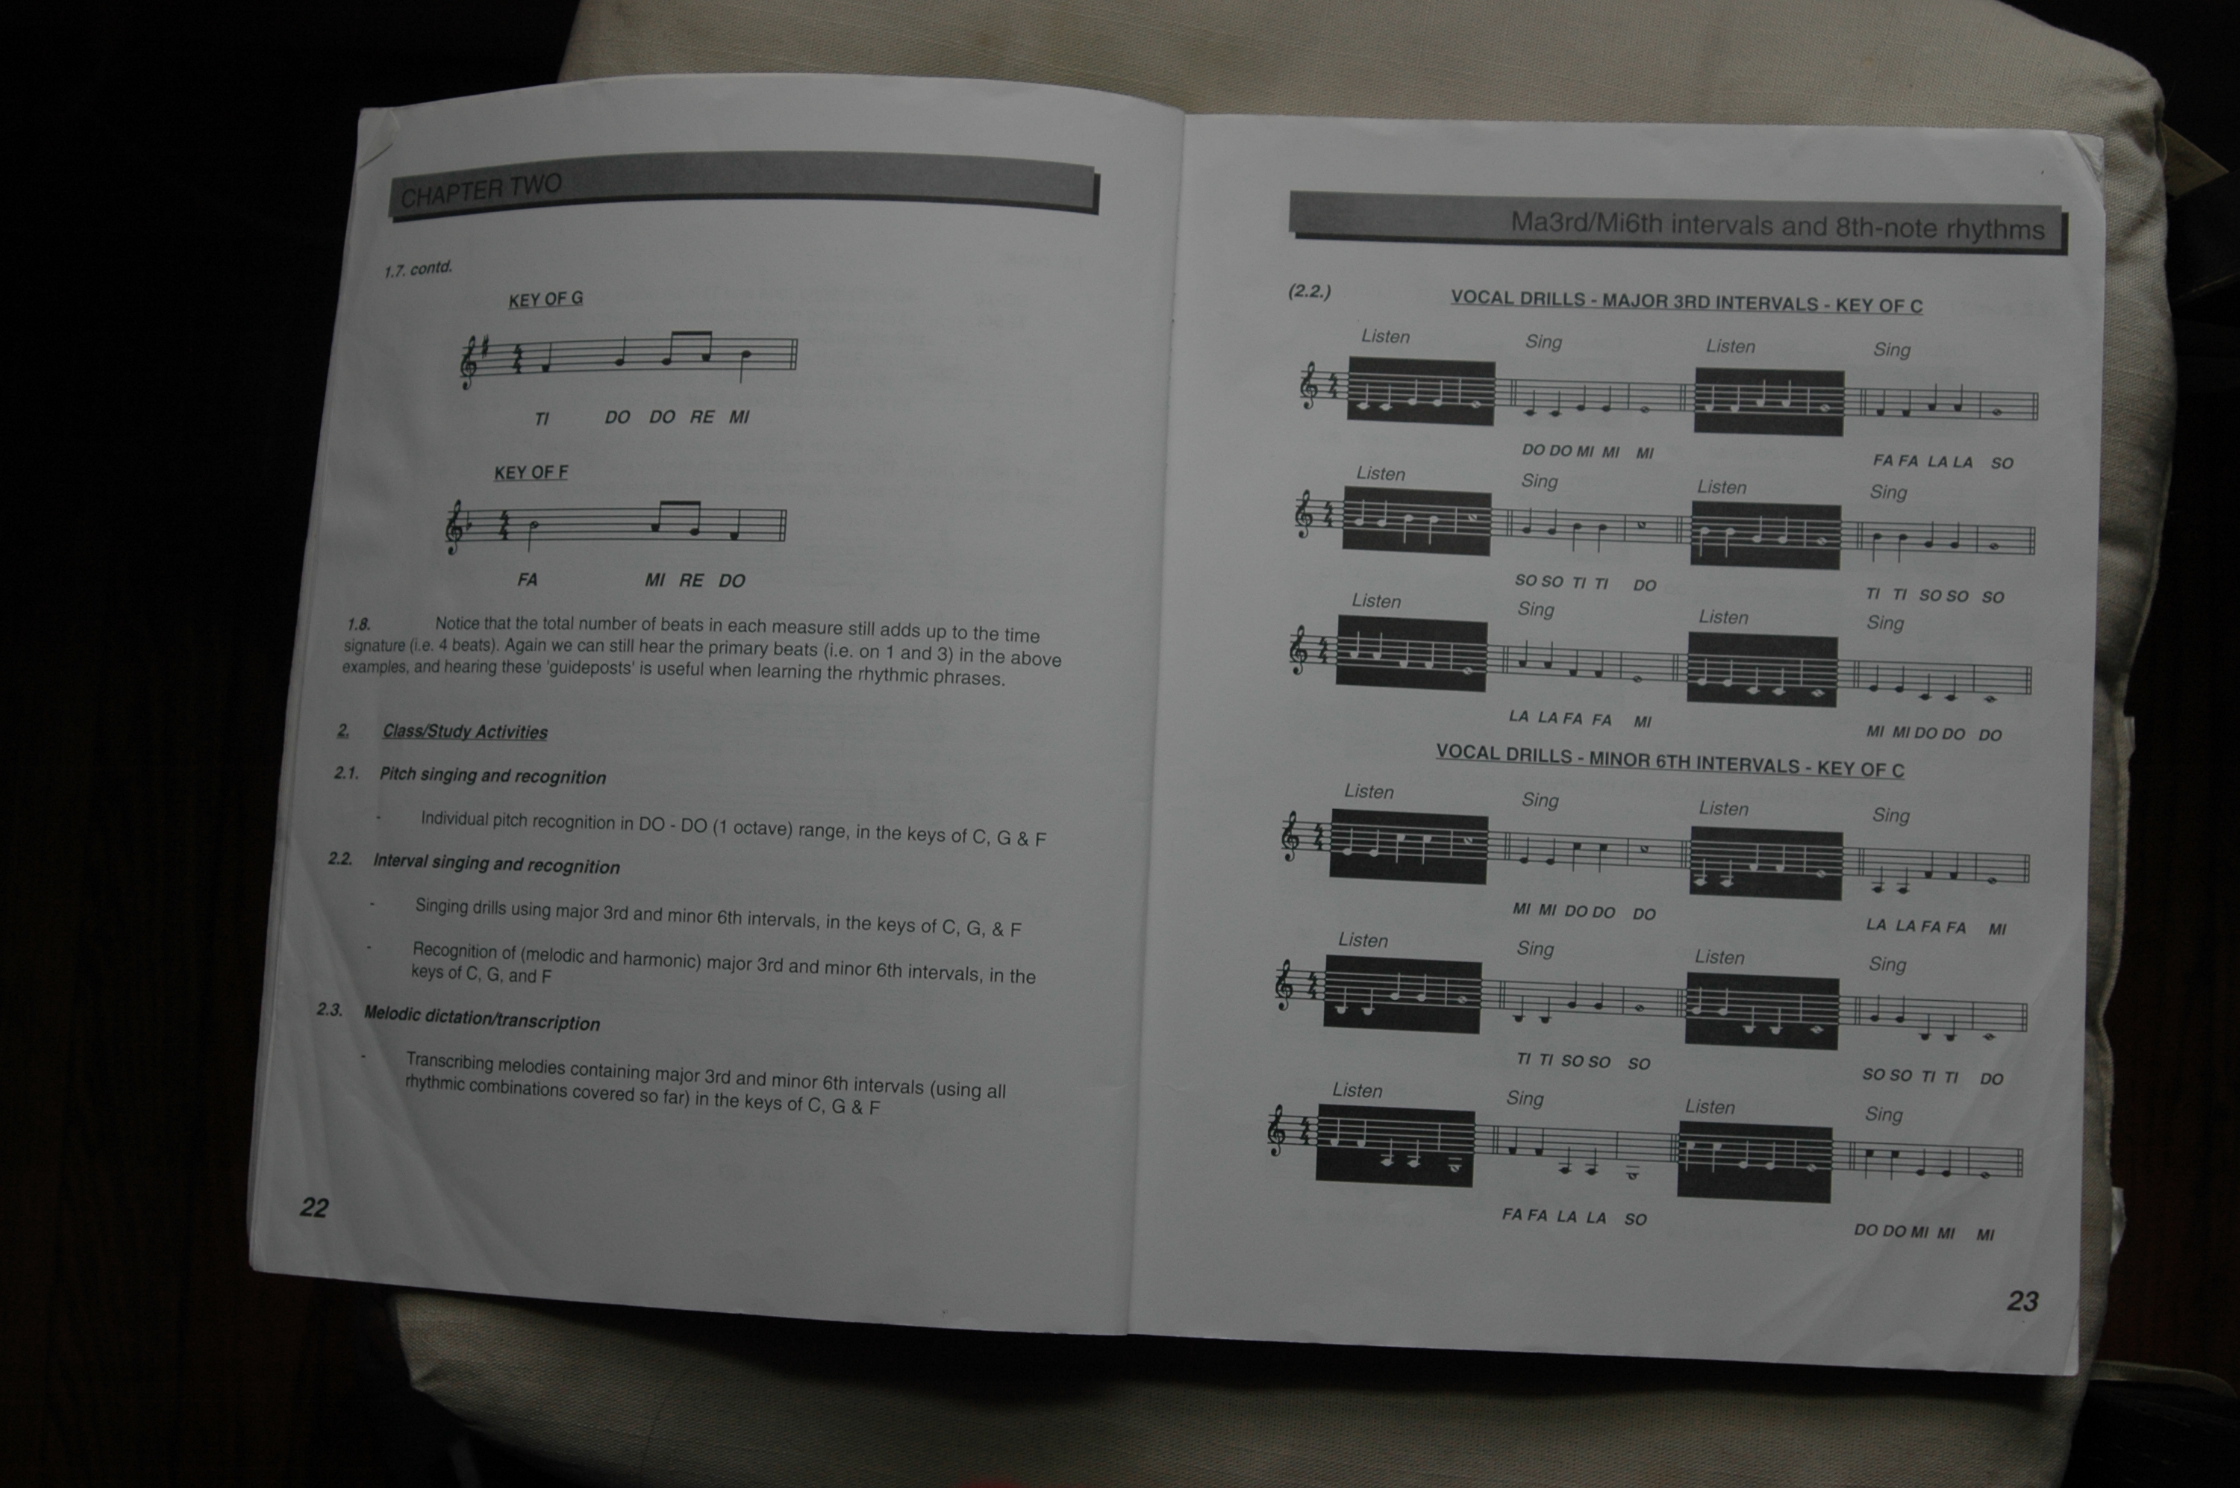 CHAPTER TWO
1.7. contd.
KEY OF G
TI DO DO RE MI
KEY OF F
FA MI RE DO
1.8. Notice that the total number of beats in each measure still adds up to the time
signature (i.e. 4 beats). Again we can still hear the primary beats (i.e. on 1 and 3) in the above
examples, and hearing these 'guideposts' is useful when learning the rhythmic phrases.
2. Class/Study Activities
2.1. Pitch singing and recognition
- Individual pitch recognition in DO - DO (1 octave) range, in the keys of C, G & F
2.2. Interval singing and recognition
- Singing drills using major 3rd and minor 6th intervals, in the keys of C, G, & F
- Recognition of (melodic and harmonic) major 3rd and minor 6th intervals, in the
keys of C, G, and F
2.3. Melodic dictation/transcription
- Transcribing melodies containing major 3rd and minor 6th intervals (using all
rhythmic combinations covered so far) in the keys of C, G & F
22
Ma3rd/Mi6th intervals and 8th-note rhythms
(2.2.) VOCAL DRILLS - MAJOR 3RD INTERVALS - KEY OF C
Listen Sing Listen Sing
DO DO MI MI MI FA FA LA LA SO
Listen Sing Listen Sing
SO SO TI TI DO TI TI SO SO SO
Listen Sing Listen Sing
LA LA FA FA MI MI MI DO DO DO
VOCAL DRILLS - MINOR 6TH INTERVALS - KEY OF C
Listen Sing Listen Sing
MI MI DO DO DO LA LA FA FA MI
Listen Sing Listen Sing
TI TI SO SO SO SO SO TI TI DO
Listen Sing Listen Sing
FA FA LA LA SO DO DO MI MI MI
23